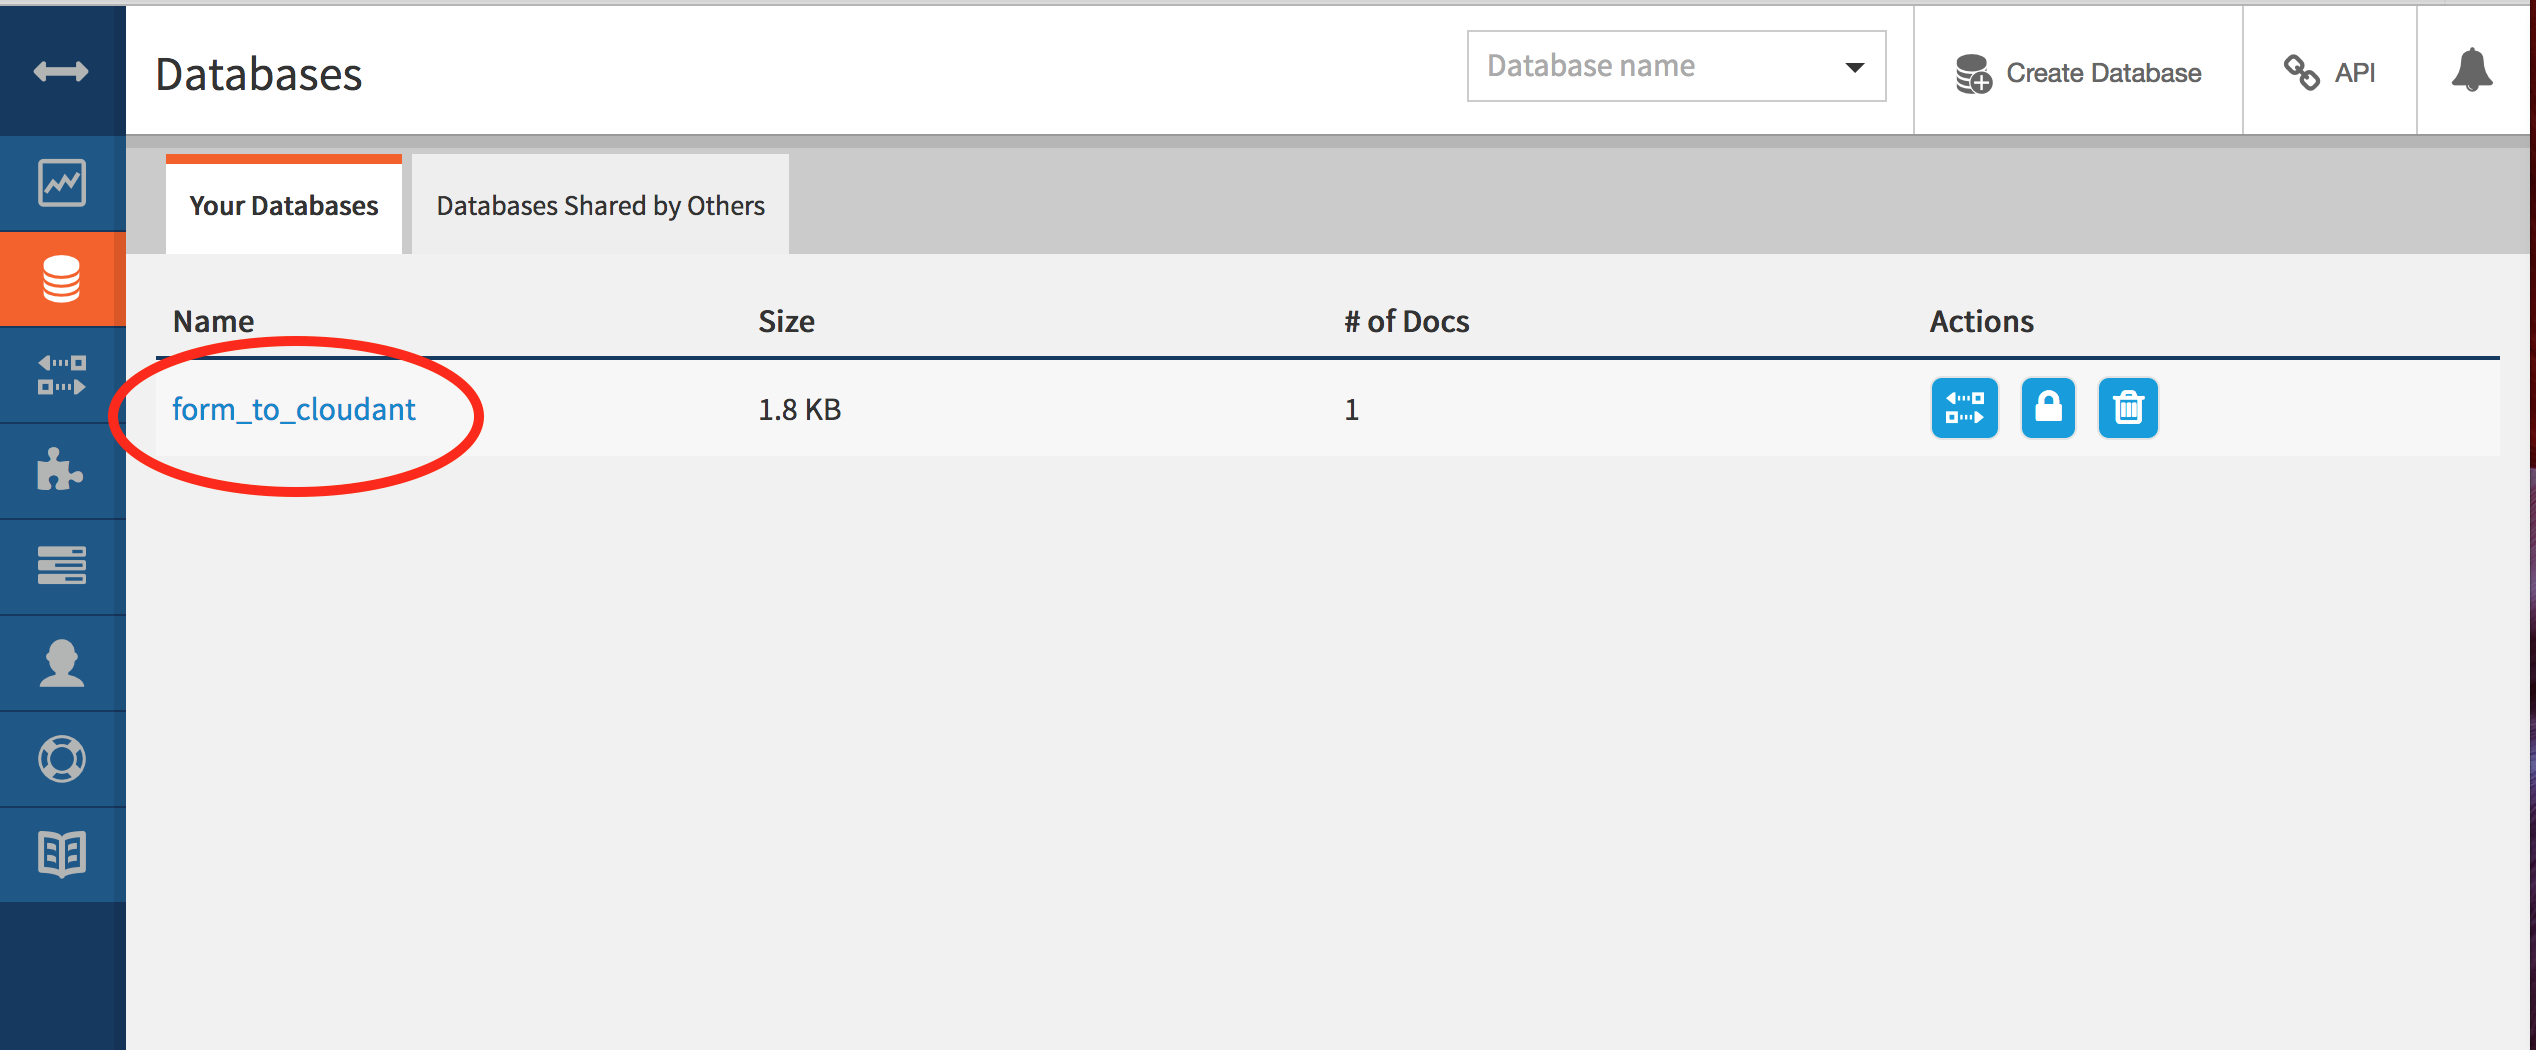 Databases
Database name
Create Database
API
Your Databases
Databases Shared by Others
Name Size # of Docs Actions
form_to_cloudant 1.8 KB 1